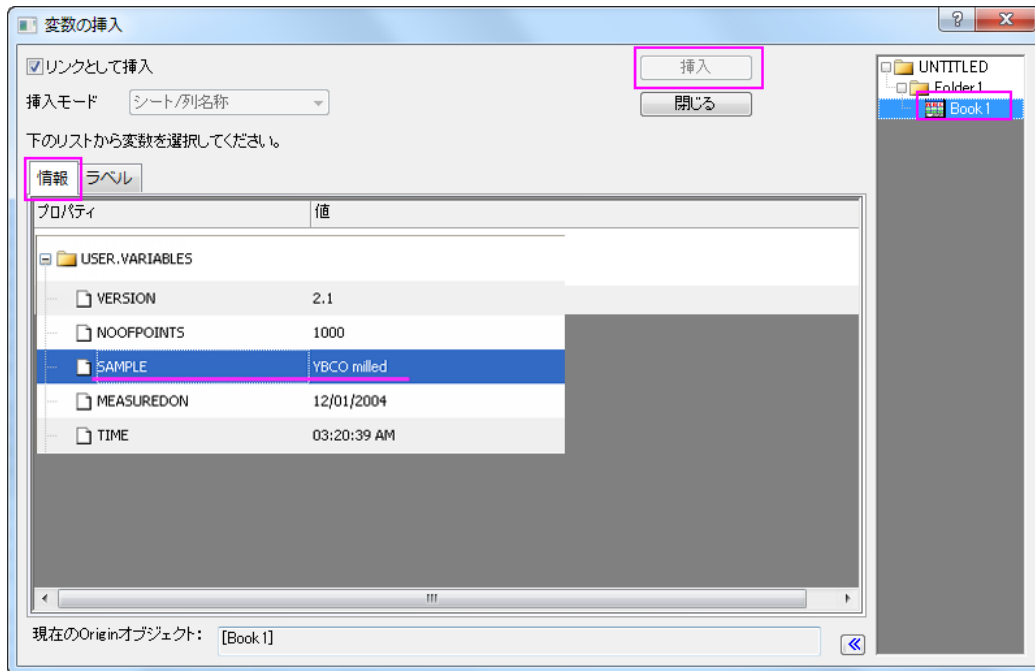 変数の挿入
リンクとして挿入
挿入
挿入モード シート/列名称
閉じる
下のリストから変数を選択してください。
情報 ラベル
プロパティ 値
USER.VARIABLES
VERSION 2.1
NOOFPOINTS 1000
SAMPLE YBCO milled
MEASUREDON 12/01/2004
TIME 03:20:39 AM
現在のOriginオブジェクト: [Book1]
UNTITLED
Folder1
Book1